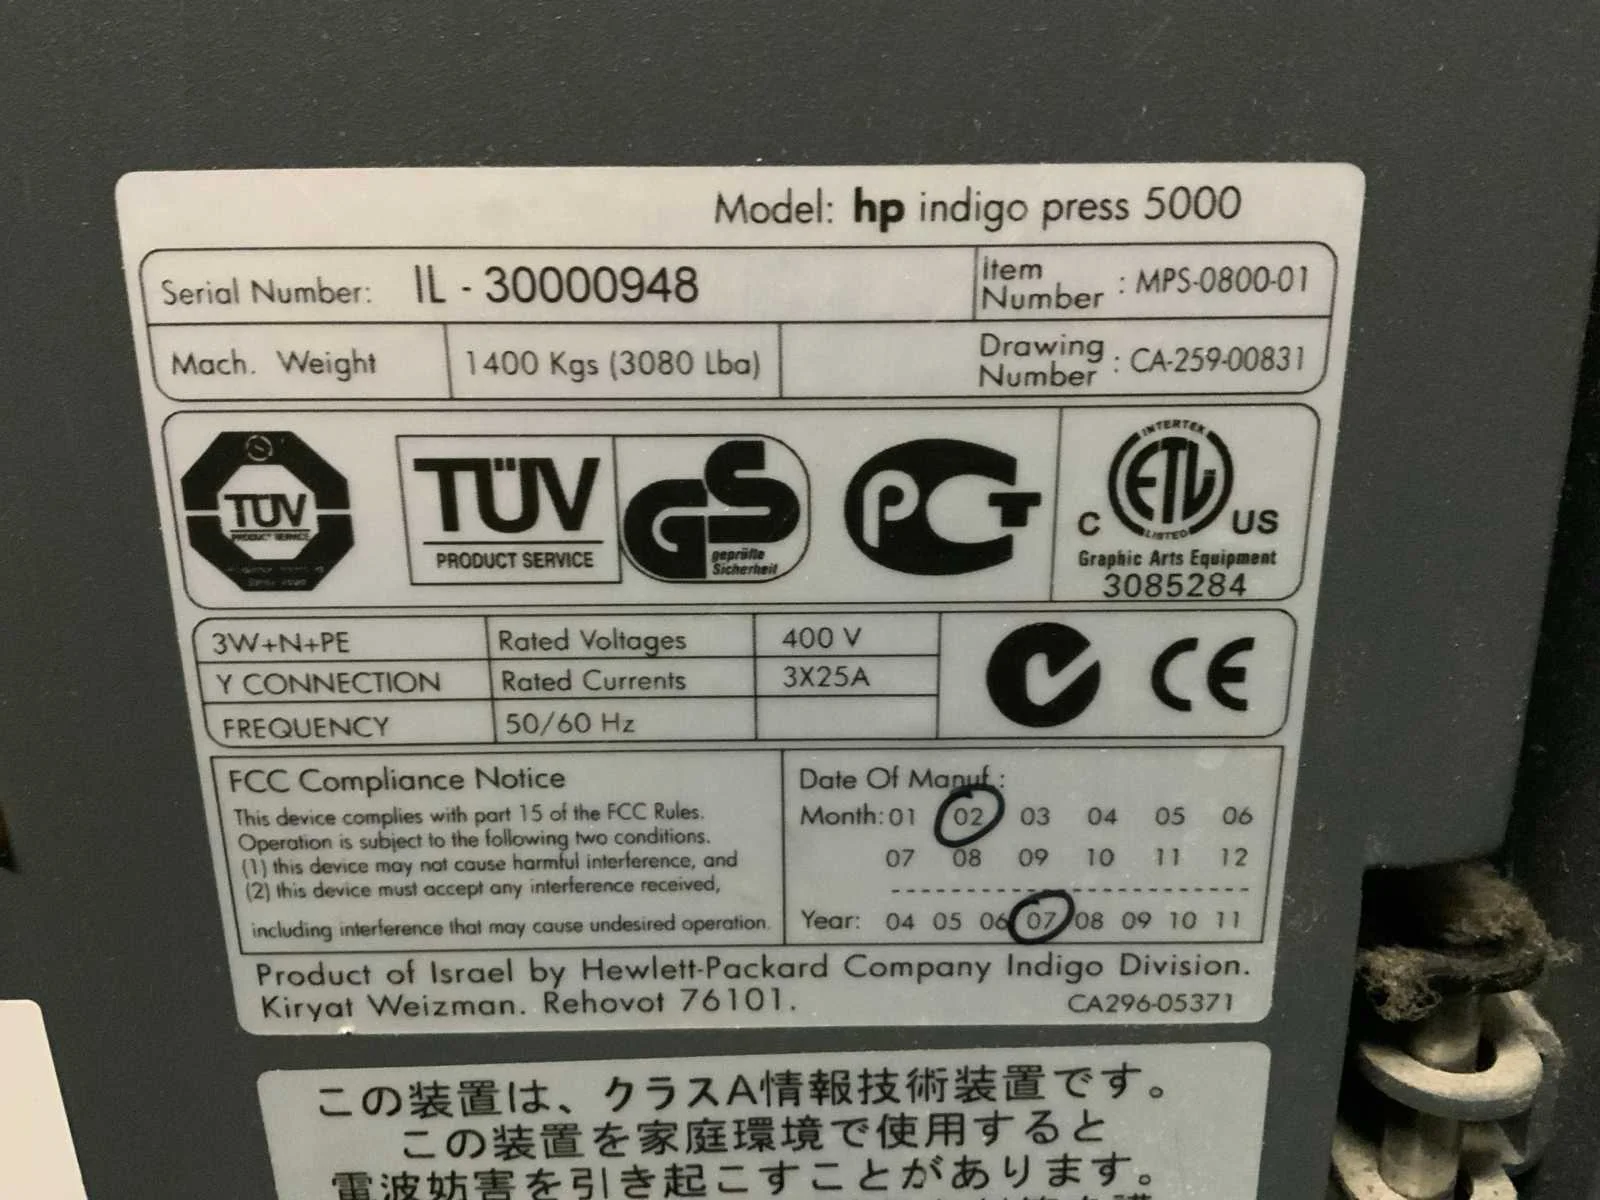 Model: hp indigo press 5000
Serial Number: IL - 30000948
Item Number : MPS-0800-01
Mach. Weight 1400 Kgs (3080 Lba)
Drawing Number : CA-259-00831
TÜV
PRODUCT SERVICE
TÜV
PRODUCT SERVICE
GS
geprüfte
Sicherheit
PCT
INTERTEK
ETL
LISTED
C US
Graphic Arts Equipment
3085284
3W+N+PE Rated Voltages 400 V
Y CONNECTION Rated Currents 3X25A
FREQUENCY 50/60 Hz
CE
FCC Compliance Notice
This device complies with part 15 of the FCC Rules.
Operation is subject to the following two conditions.
(1) this device may not cause harmful interference, and
(2) this device must accept any interference received,
including interference that may cause undesired operation.
Date Of Manuf.:
Month: 01 02 03 04 05 06
07 08 09 10 11 12
Year: 04 05 06 07 08 09 10 11
Product of Israel by Hewlett-Packard Company Indigo Division.
Kiryat Weizman. Rehovot 76101.
CA296-05371
この装置は、クラスA情報技術装置です。
この装置を家庭環境で使用すると
電波妨害を引き起こすことがあります。